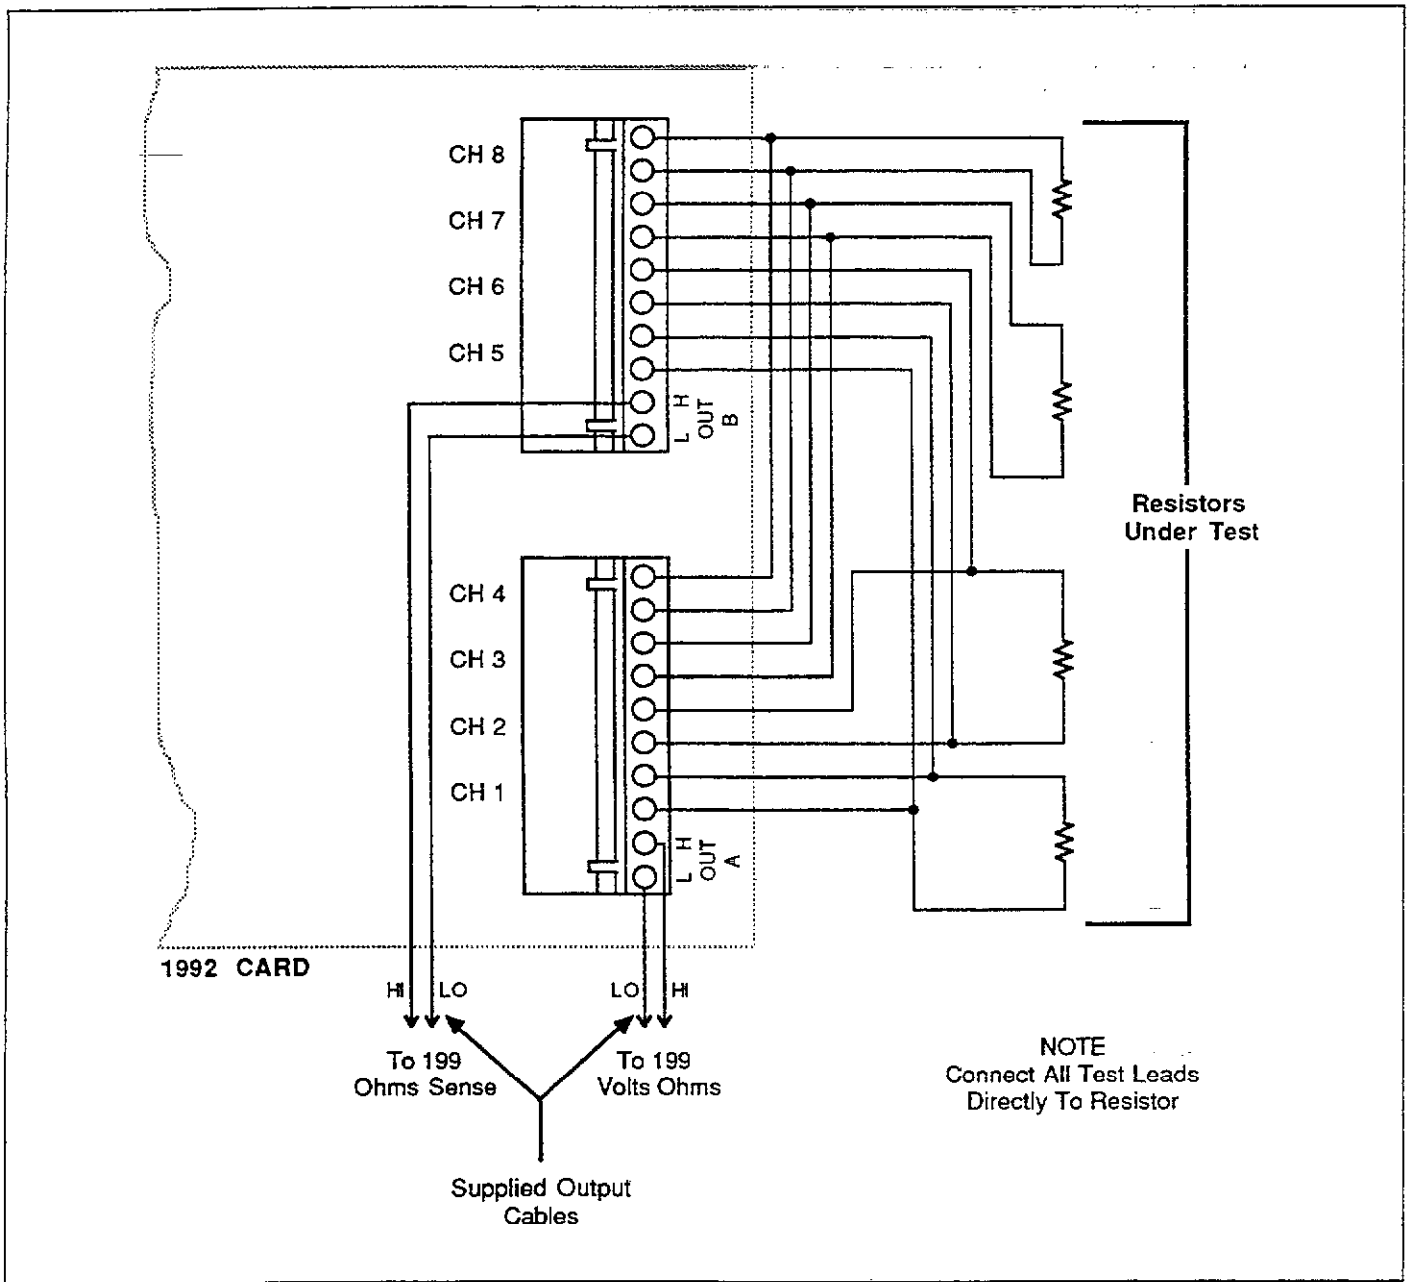 CH 8
CH 7
CH 6
CH 5
H
L
OUT
B
CH 4
CH 3
CH 2
CH 1
H
L
OUT
A
Resistors
Under Test
1992 CARD
HI
LO
LO
HI
To 199
Ohms Sense
To 199
Volts Ohms
Supplied Output
Cables
NOTE
Connect All Test Leads
Directly To Resistor